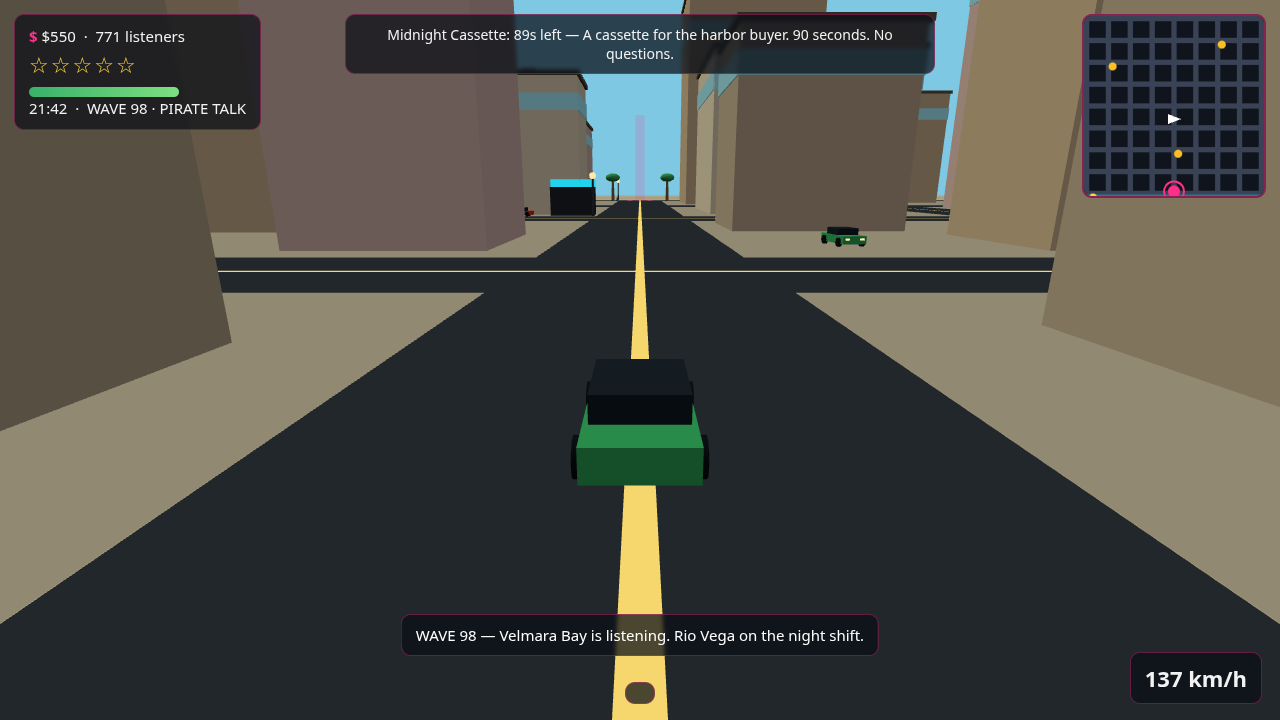 $ $550 · 771 listeners
☆☆☆☆☆
21:42 · WAVE 98 · PIRATE TALK
Midnight Cassette: 89s left — A cassette for the harbor buyer. 90 seconds. No
questions.
WAVE 98 — Velmara Bay is listening. Rio Vega on the night shift.
137 km/h